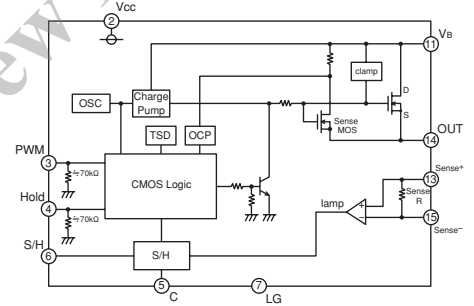 ew
Vcc
2
VB
11
clamp
D
S
OSC
Charge
Pump
Sense
MOS
OUT
14
TSD
OCP
PWM
3
≒70kΩ
CMOS Logic
Hold
4
≒70kΩ
Sense+
13
Sense
R
lamp
+
−
15
Sense−
S/H
6
S/H
5
C
7
LG